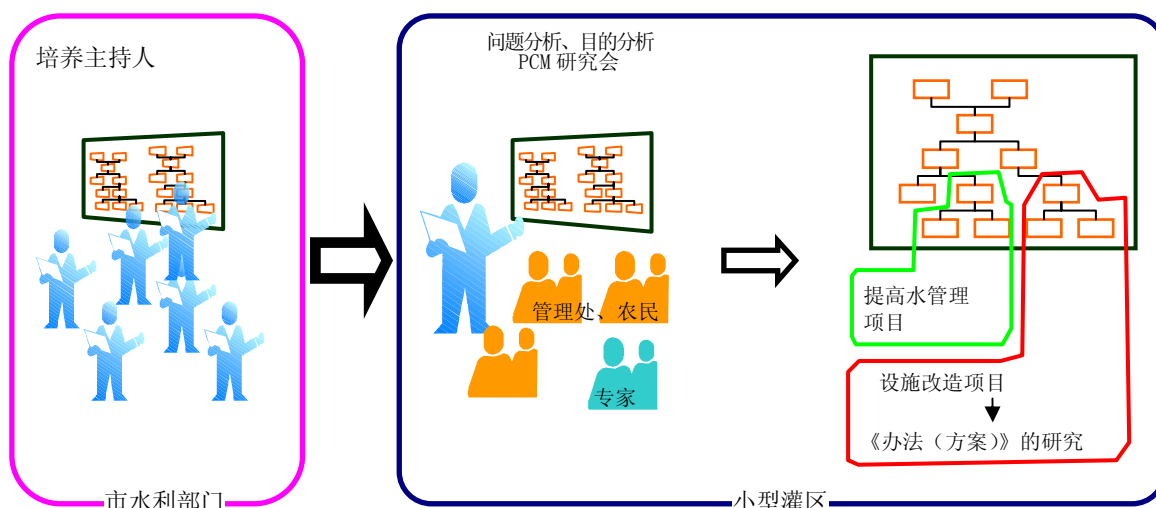 培养主持人
市水利部门
问题分析、目的分析
PCM 研究会
管理处、农民
专家
提高水管理
项目
设施改造项目
《办法（方案）》的研究
小型灌区